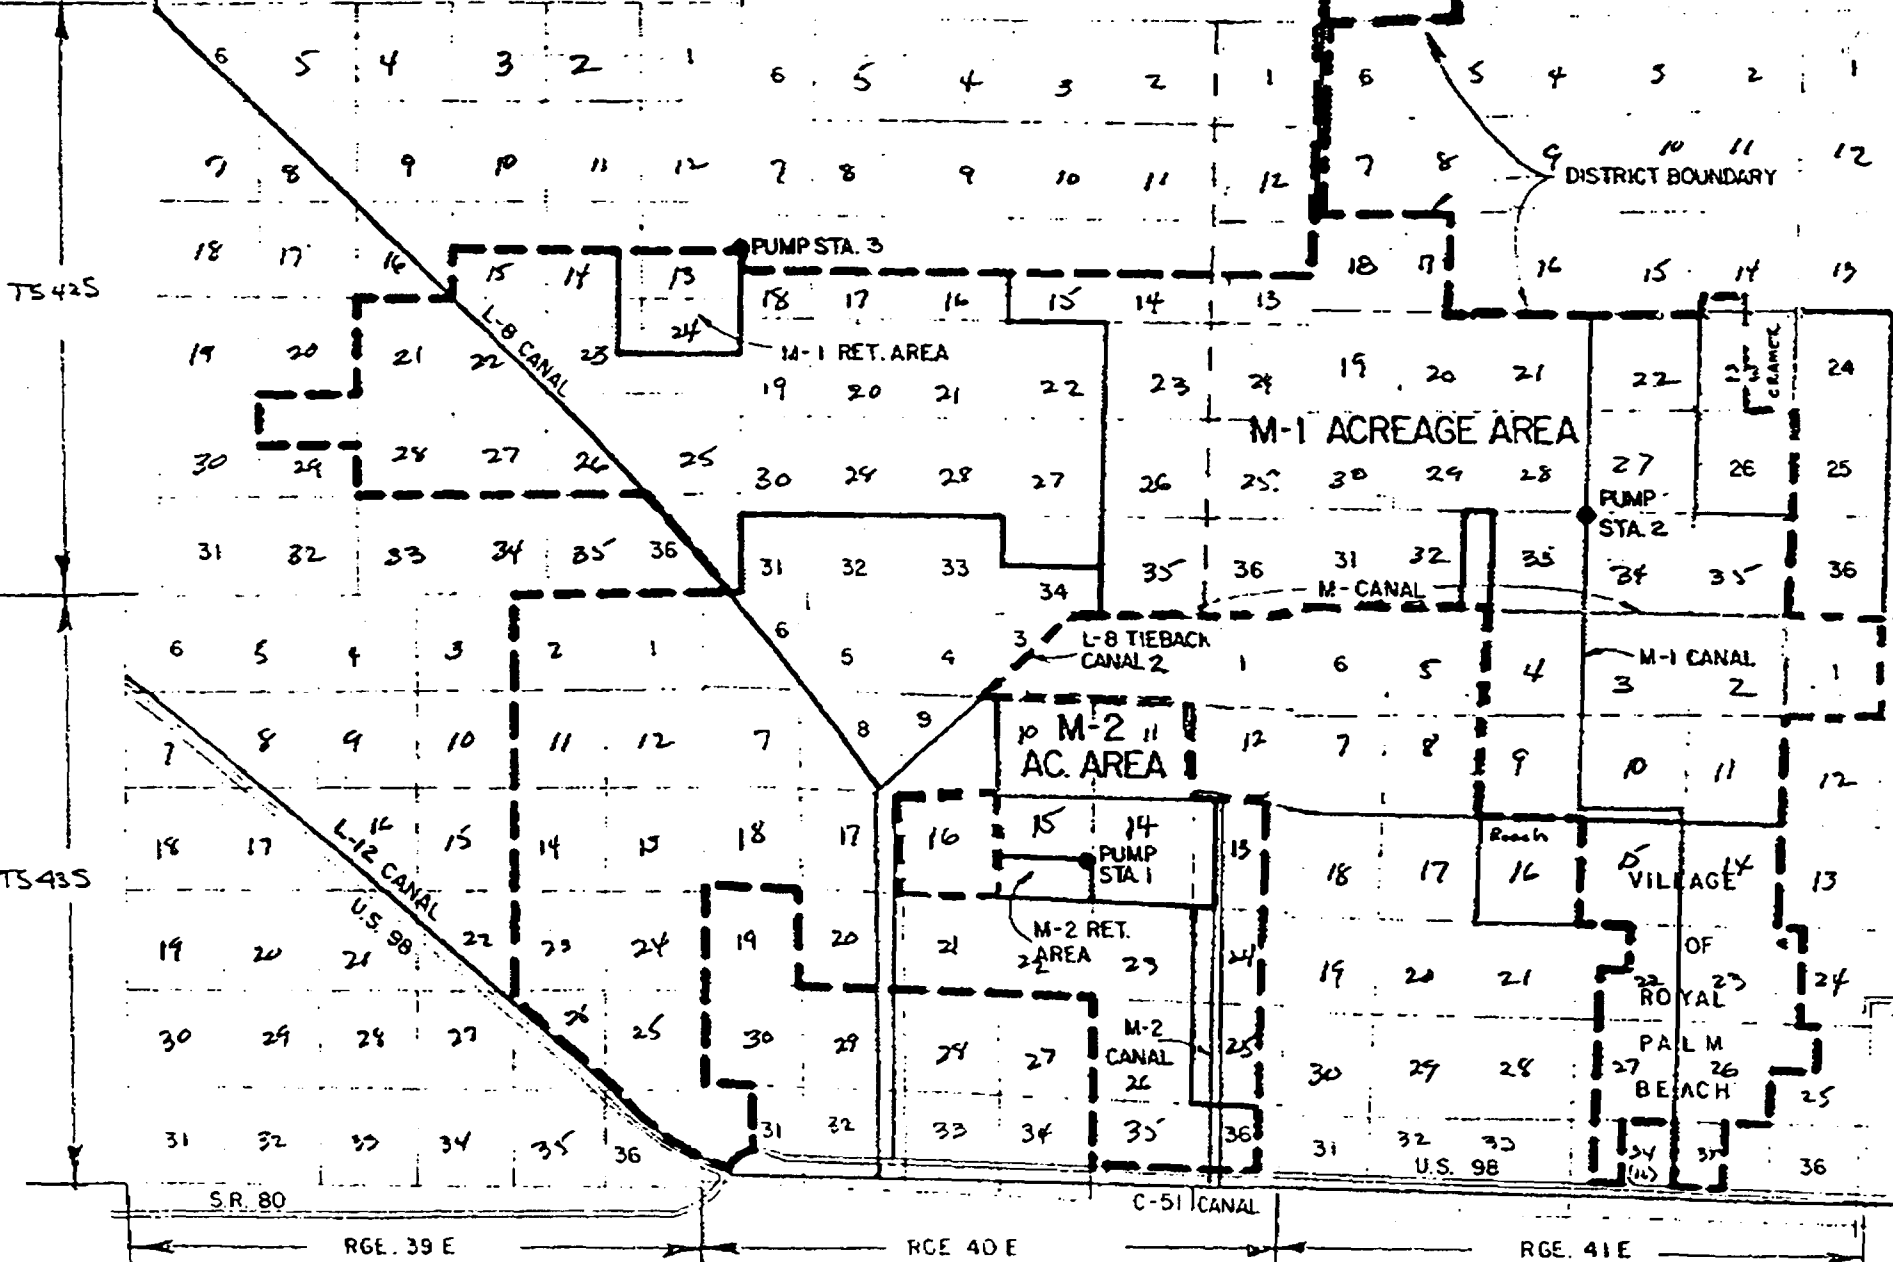 6 5 4 3 2 1 6 5 4 3 2 1 6 5 4 3 2 1
7 8 9 10 11 12 7 8 9 10 11 12 7 8 9 10 11 12
DISTRICT BOUNDARY
18 17 16 15 14 13
PUMP STA. 3
18 17 16 15 14 13
TS 42S
18 17 16 15 14 13
24
L-8 CANAL
M-1 RET. AREA
CRAMER
19 20 21 22 23
19 20 21 22 23 24 19 20 21 22 23 24
M-1 ACREAGE AREA
30 29 28 27 26 25 30 29 28 27 26 25 30 29 28 27 26 25
PUMP
STA. 2
31 32 33 34 35 36 31 32 33 34 35 36 31 32 33 34 35 36
M-CANAL
6 5 4 3 2 1 6 5 4 3 1 6 5 4 3 2 1
L-8 TIEBACK
CANAL 2
M-1 CANAL
7 8 9 10 11 12 7 8 9 10 11 12 7 8 9 10 11 12
M-2
AC. AREA
18 17 16 15 14 13 18 17 16 15 14 13 18 17 16 15 14 13
Roach
L-12 CANAL
PUMP
STA. 1
TS 43S
VILLAGE
U.S. 98
M-2 RET.
AREA
OF
19 20 21 22 23 24 19 20 21 22 23 24 19 20 21 22 23 24
ROYAL
30 29 28 27 26 25 30 29 28 27 26 25 30 29 28 27 26 25
M-2
CANAL
PALM
BEACH
31 32 33 34 35 36 31 32 33 34 35 36 31 32 33 34 35 36
(16)
U.S. 98
S.R. 80
C-51 CANAL
RGE. 39 E
RGE 40 E
RGE. 41 E